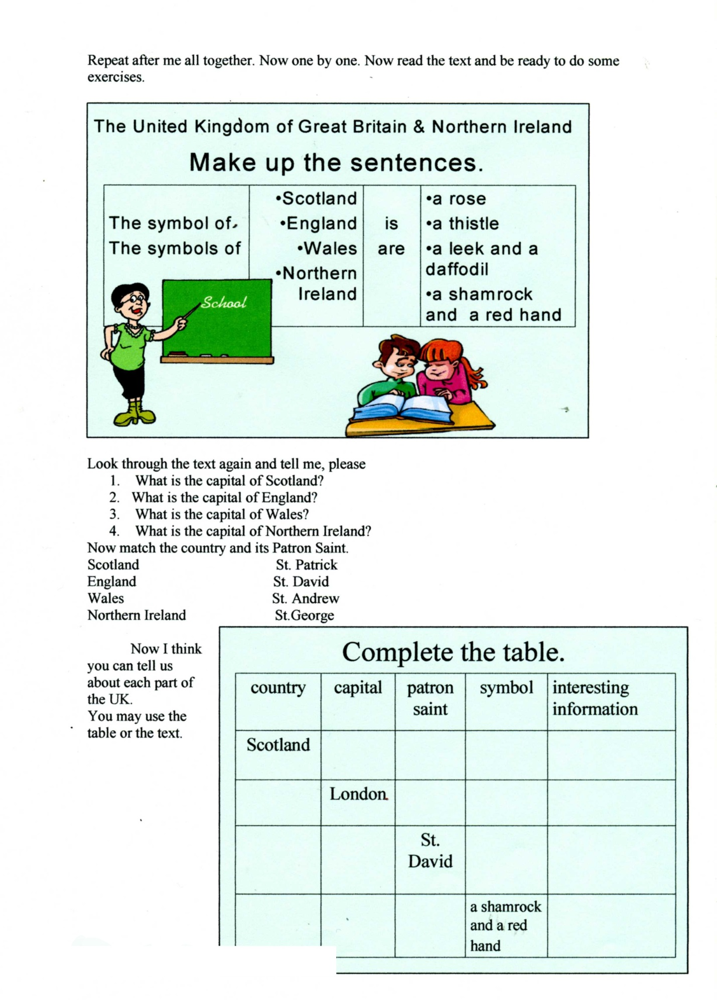 Repeat after me all together. Now one by one. Now read the text and be ready to do some
exercises.
The United Kingdom of Great Britain & Northern Ireland
Make up the sentences.
The symbol of
The symbols of
•Scotland
•England
•Wales
•Northern
Ireland
is
are
•a rose
•a thistle
•a leek and a
daffodil
•a shamrock
and a red hand
School
Look through the text again and tell me, please
1. What is the capital of Scotland?
2. What is the capital of England?
3. What is the capital of Wales?
4. What is the capital of Northern Ireland?
Now match the country and its Patron Saint.
Scotland St. Patrick
England St. David
Wales St. Andrew
Northern Ireland St.George
Now I think
you can tell us
about each part of
the UK.
You may use the
table or the text.
Complete the table.
country capital patron symbol interesting
saint information
Scotland
London
St.
David
a shamrock
and a red
hand